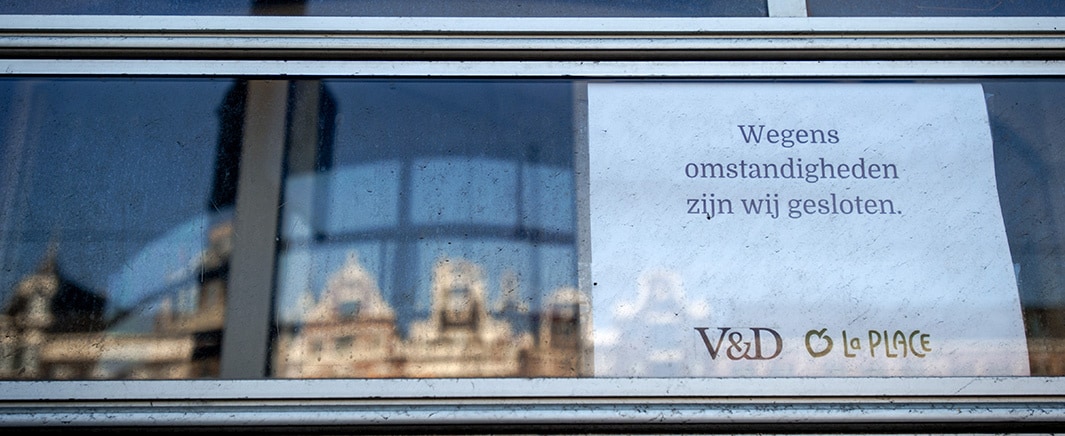 Wegens
omstandigheden
zijn wij gesloten.
V&D La PLACE